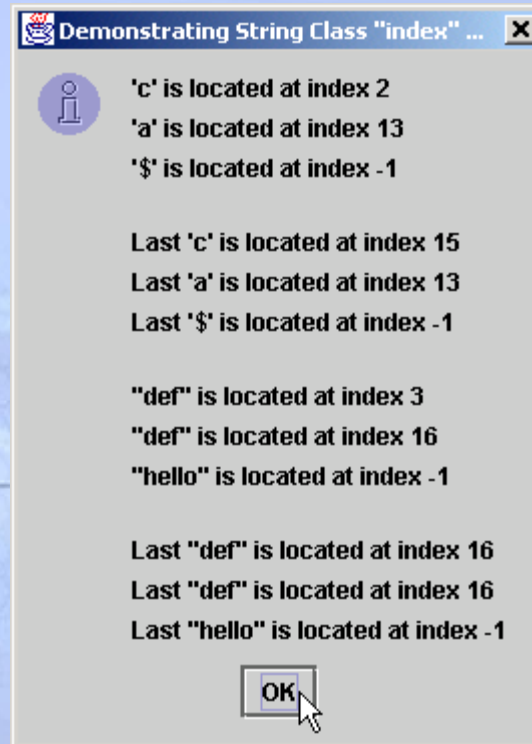 Demonstrating String Class "index" ...
'c' is located at index 2
'a' is located at index 13
'$' is located at index -1
Last 'c' is located at index 15
Last 'a' is located at index 13
Last '$' is located at index -1
"def" is located at index 3
"def" is located at index 16
"hello" is located at index -1
Last "def" is located at index 16
Last "def" is located at index 16
Last "hello" is located at index -1
OK